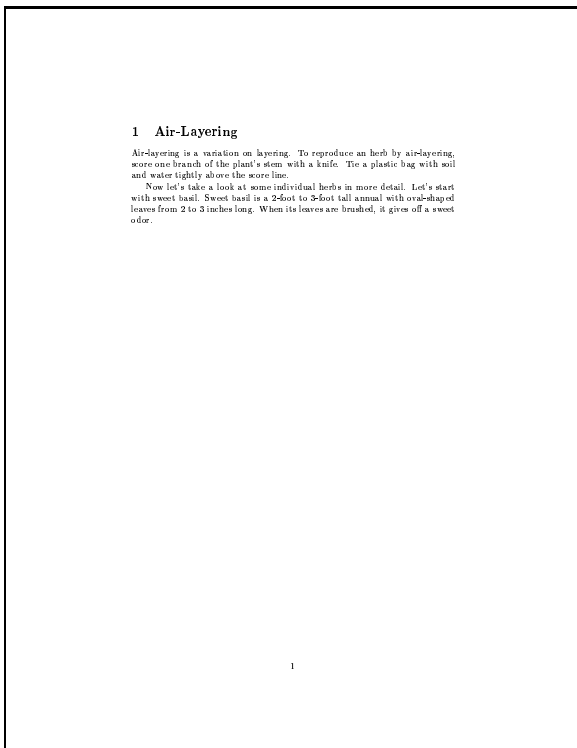 1 Air-Layering
Air-layering is a variation on layering. To reproduce an herb by air-layering,
score one branch of the plant's stem with a knife. Tie a plastic bag with soil
and water tightly above the score line.
Now let's take a look at some individual herbs in more detail. Let's start
with sweet basil. Sweet basil is a 2-foot to 3-foot tall annual with oval-shaped
leaves from 2 to 3 inches long. When its leaves are brushed, it gives off a sweet
odor.
1